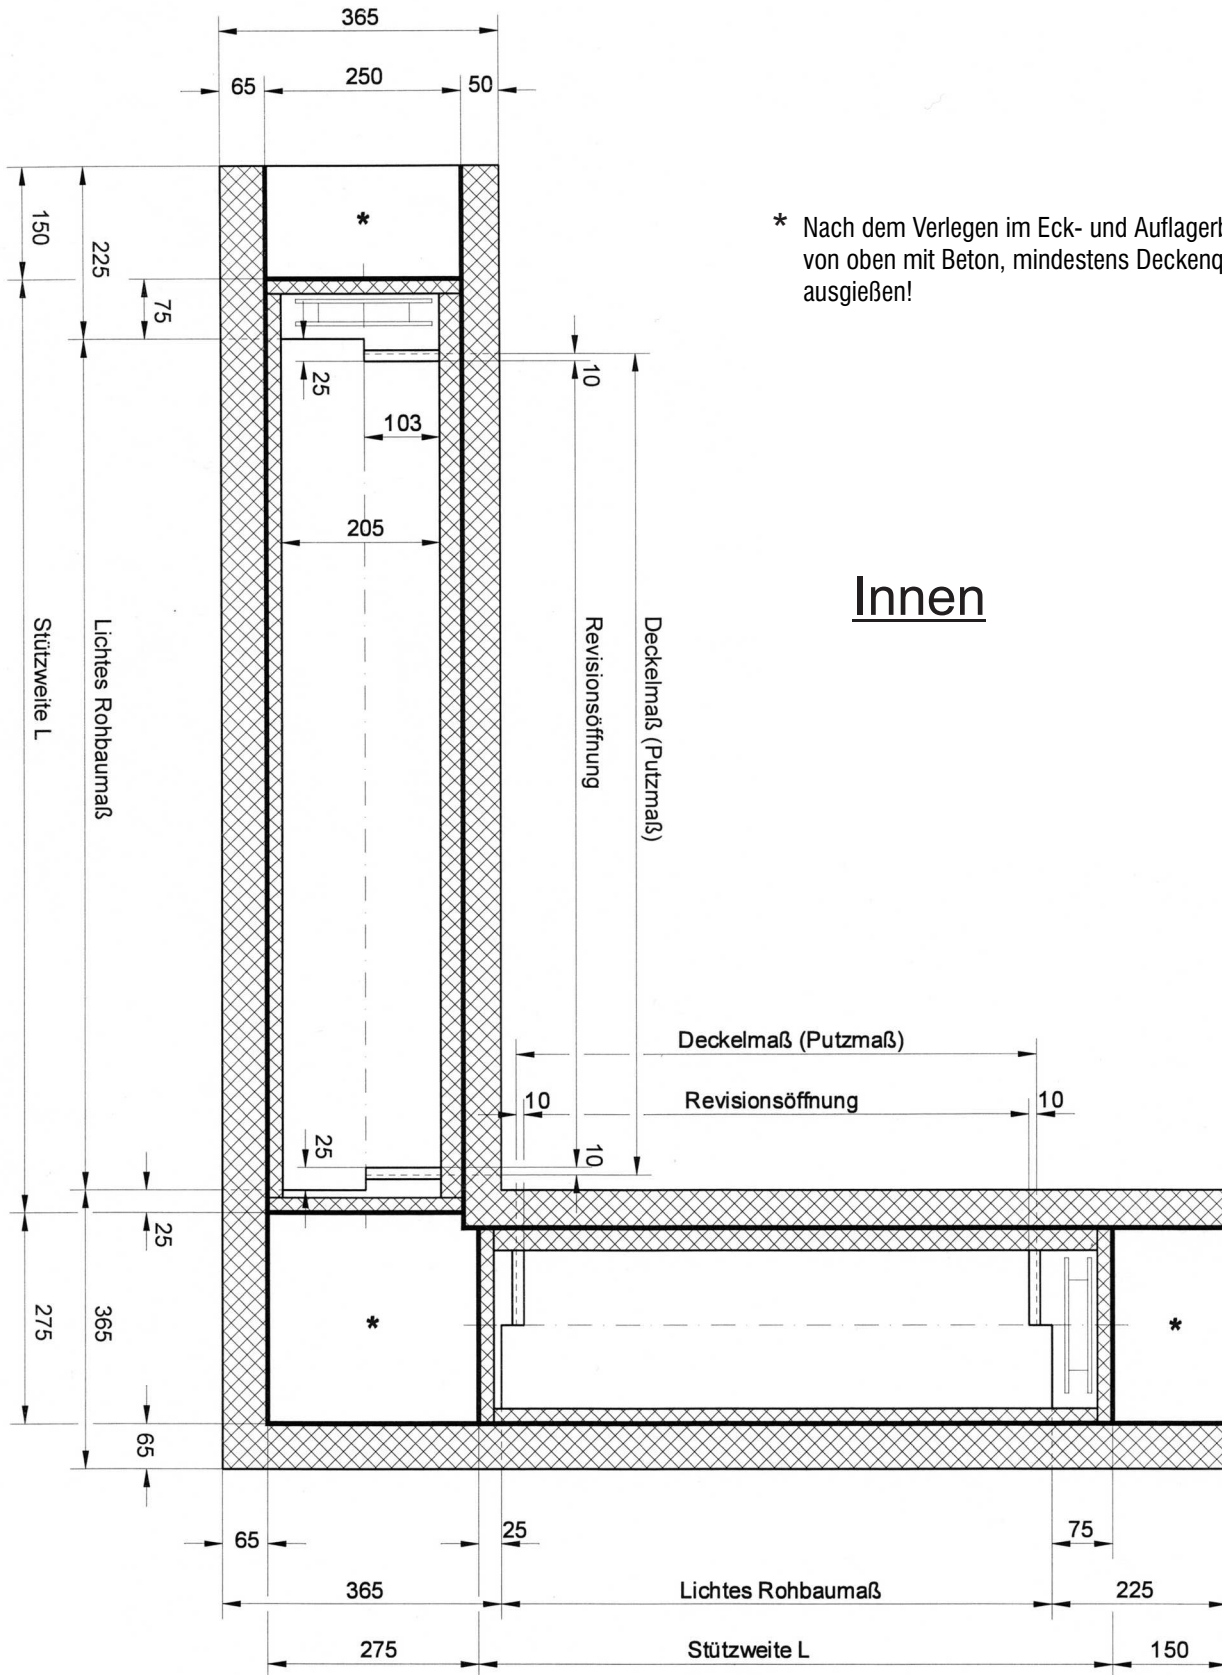 365
65
250
50
*
* Nach dem Verlegen im Eck- und Auflagerb
von oben mit Beton, mindestens Deckenq
ausgießen!
150
225
75
25
10
103
205
Innen
Stützweite L
Lichtes Rohbaumaß
Revisionsöffnung
Deckelmaß (Putzmaß)
Deckelmaß (Putzmaß)
10
Revisionsöffnung
10
25
10
25
275
365
*
*
65
65
25
75
365
Lichtes Rohbaumaß
225
275
Stützweite L
150